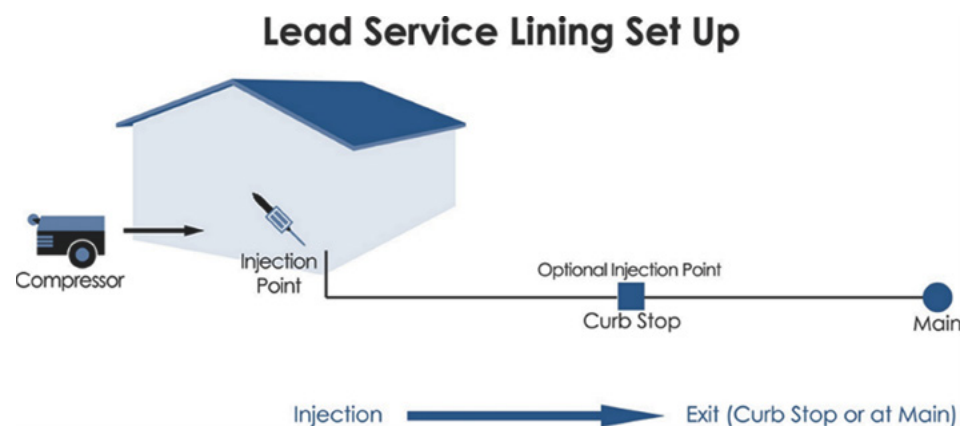 Lead Service Lining Set Up
Compressor
Injection
Point
Optional Injection Point
Curb Stop
Main
Injection
Exit (Curb Stop or at Main)